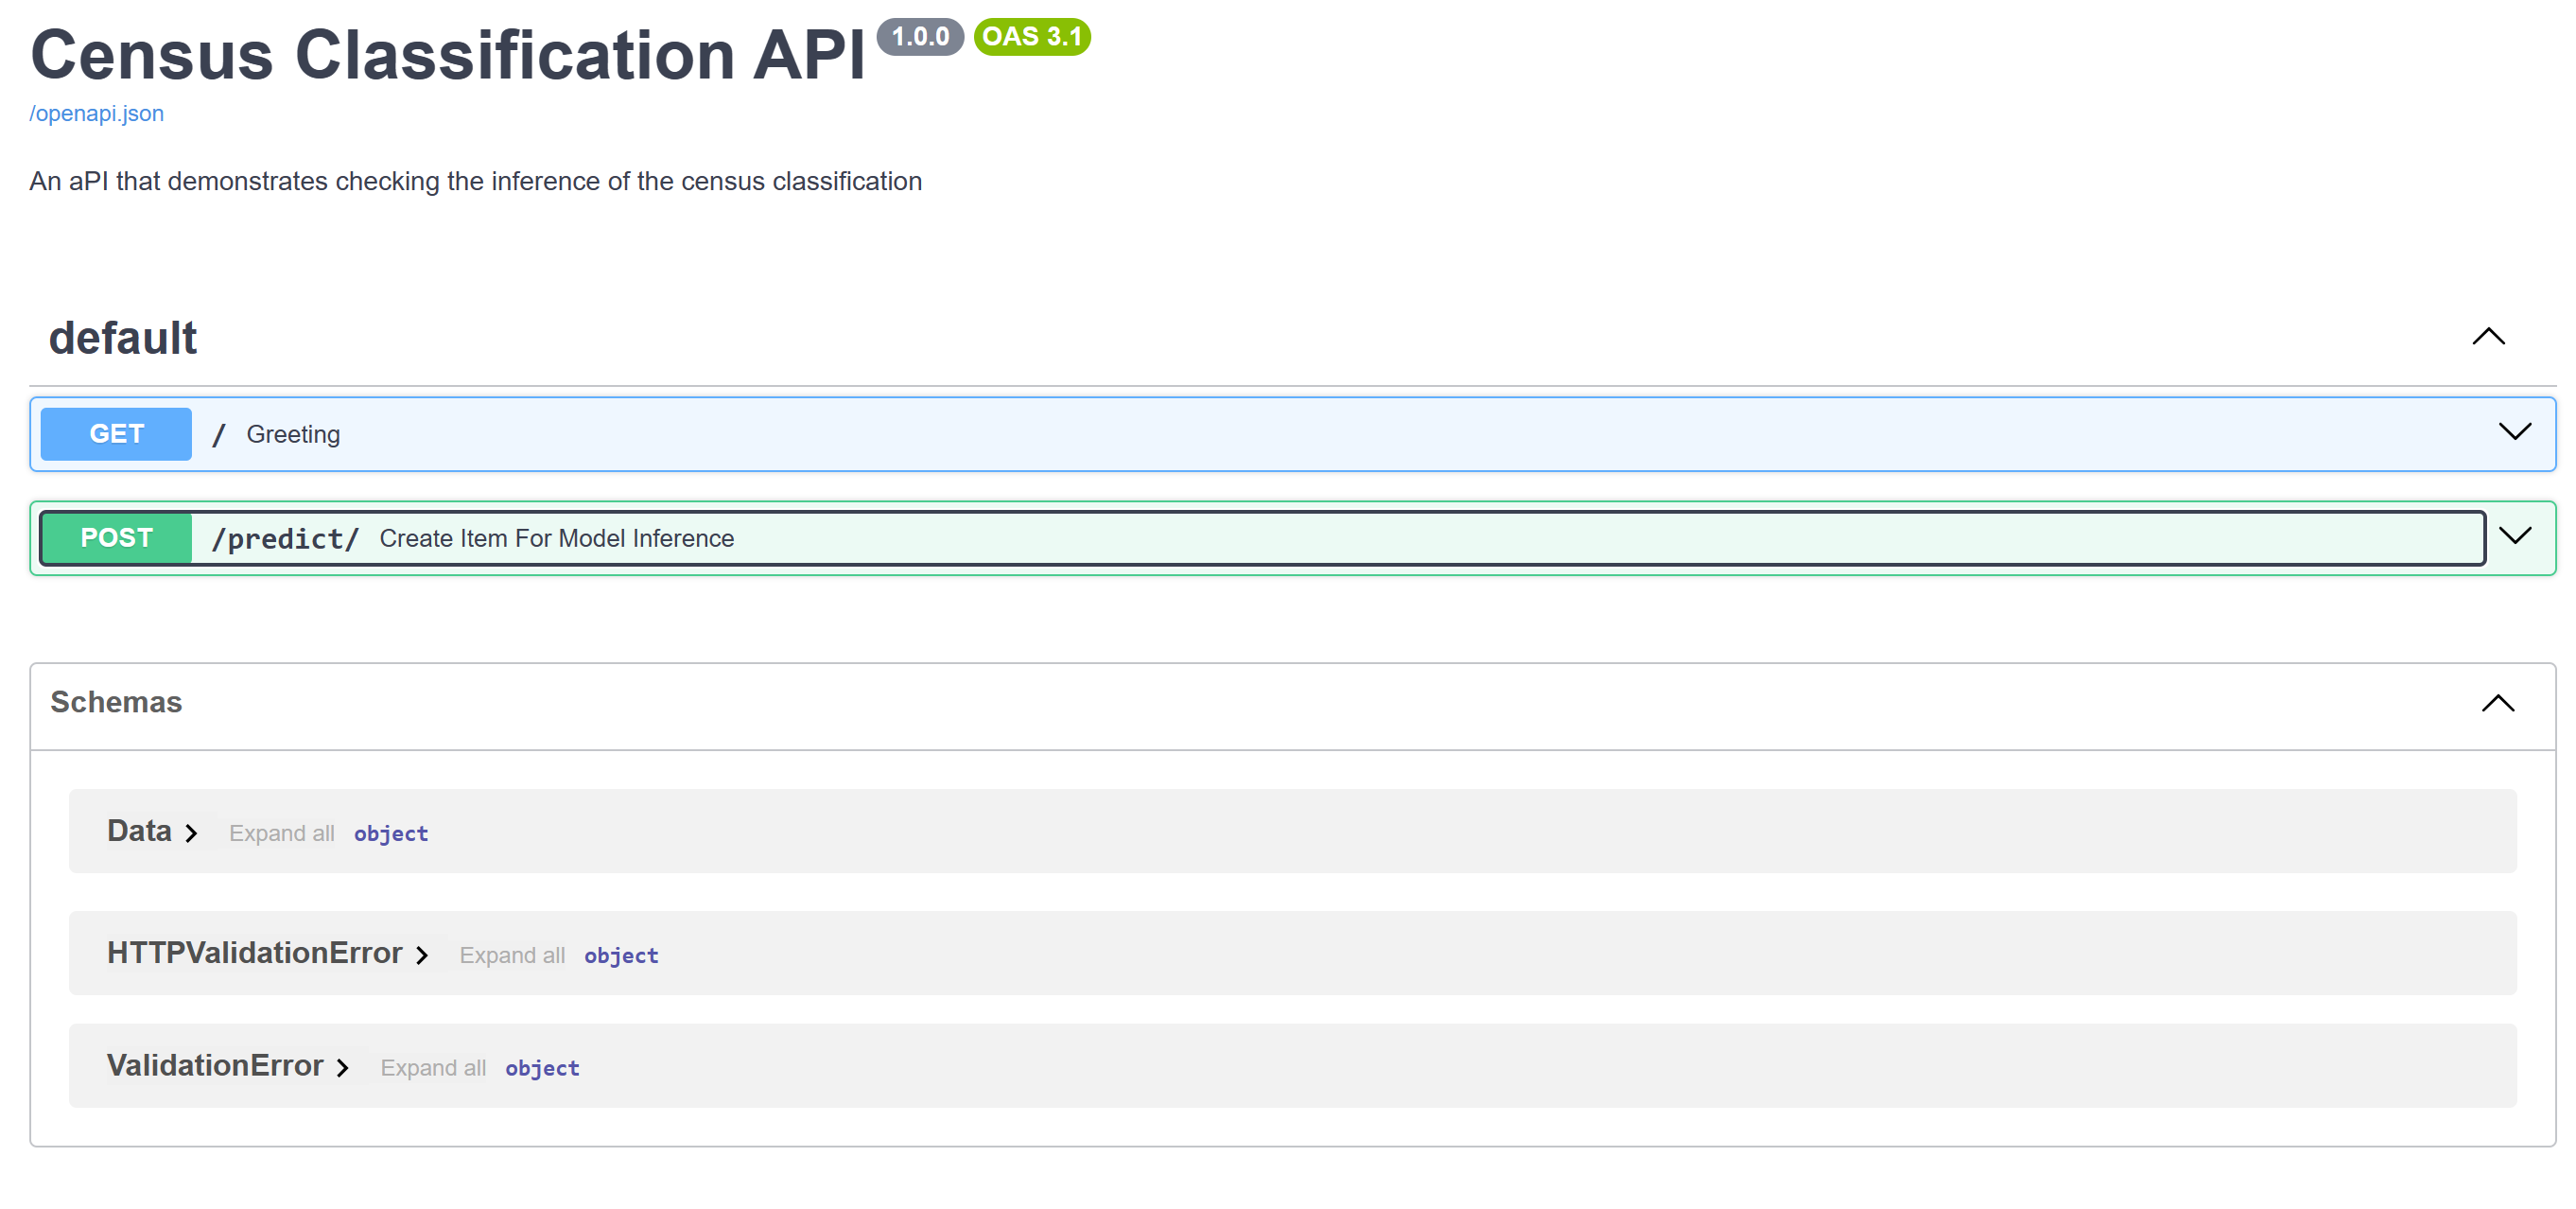 Census Classification API 1.0.0 OAS 3.1
/openapi.json
An aPI that demonstrates checking the inference of the census classification
default
GET / Greeting
POST /predict/ Create Item For Model Inference
Schemas
Data Expand all object
HTTPValidationError Expand all object
ValidationError Expand all object